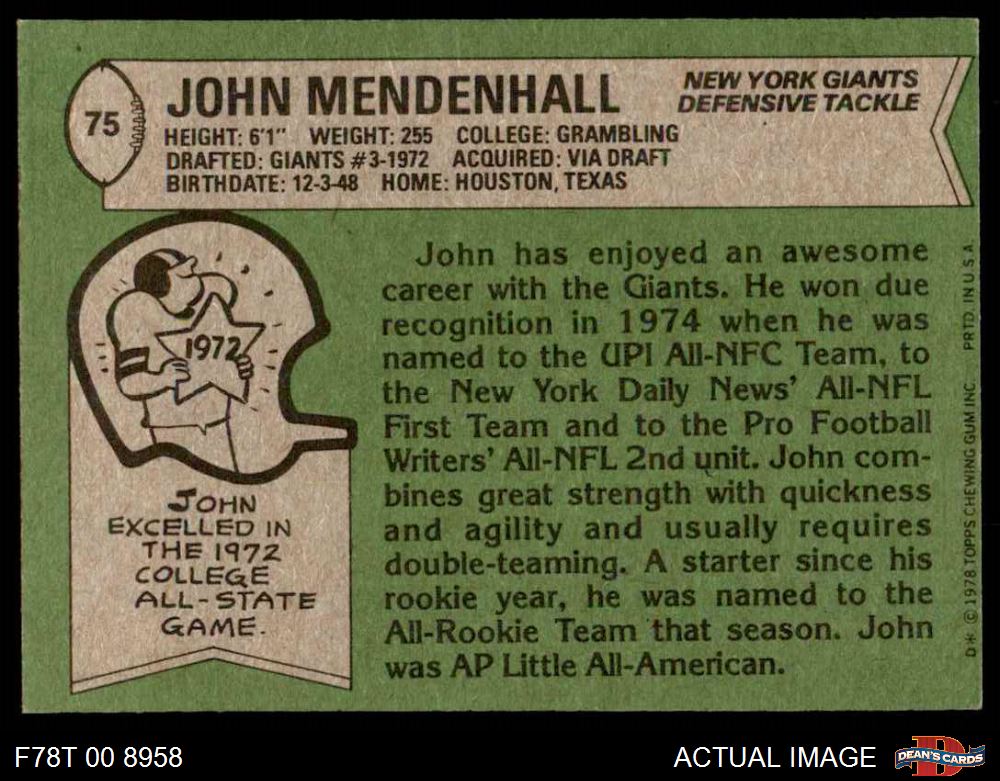 75
JOHN MENDENHALL
NEW YORK GIANTS
DEFENSIVE TACKLE
HEIGHT: 6'1" WEIGHT: 255 COLLEGE: GRAMBLING
DRAFTED: GIANTS #3-1972 ACQUIRED: VIA DRAFT
BIRTHDATE: 12-3-48 HOME: HOUSTON, TEXAS
1972
JOHN
EXCELLED IN
THE 1972
COLLEGE
ALL-STATE
GAME.
John has enjoyed an awesome
career with the Giants. He won due
recognition in 1974 when he was
named to the UPI All-NFC Team, to
the New York Daily News' All-NFL
First Team and to the Pro Football
Writers' All-NFL 2nd unit. John com-
bines great strength with quickness
and agility and usually requires
double-teaming. A starter since his
rookie year, he was named to the
All-Rookie Team that season. John
was AP Little All-American.
D* © 1978 TOPPS CHEWING GUM INC. PRTD. IN U.S.A.
F78T 00 8958
ACTUAL IMAGE
D
DEAN'S CARDS